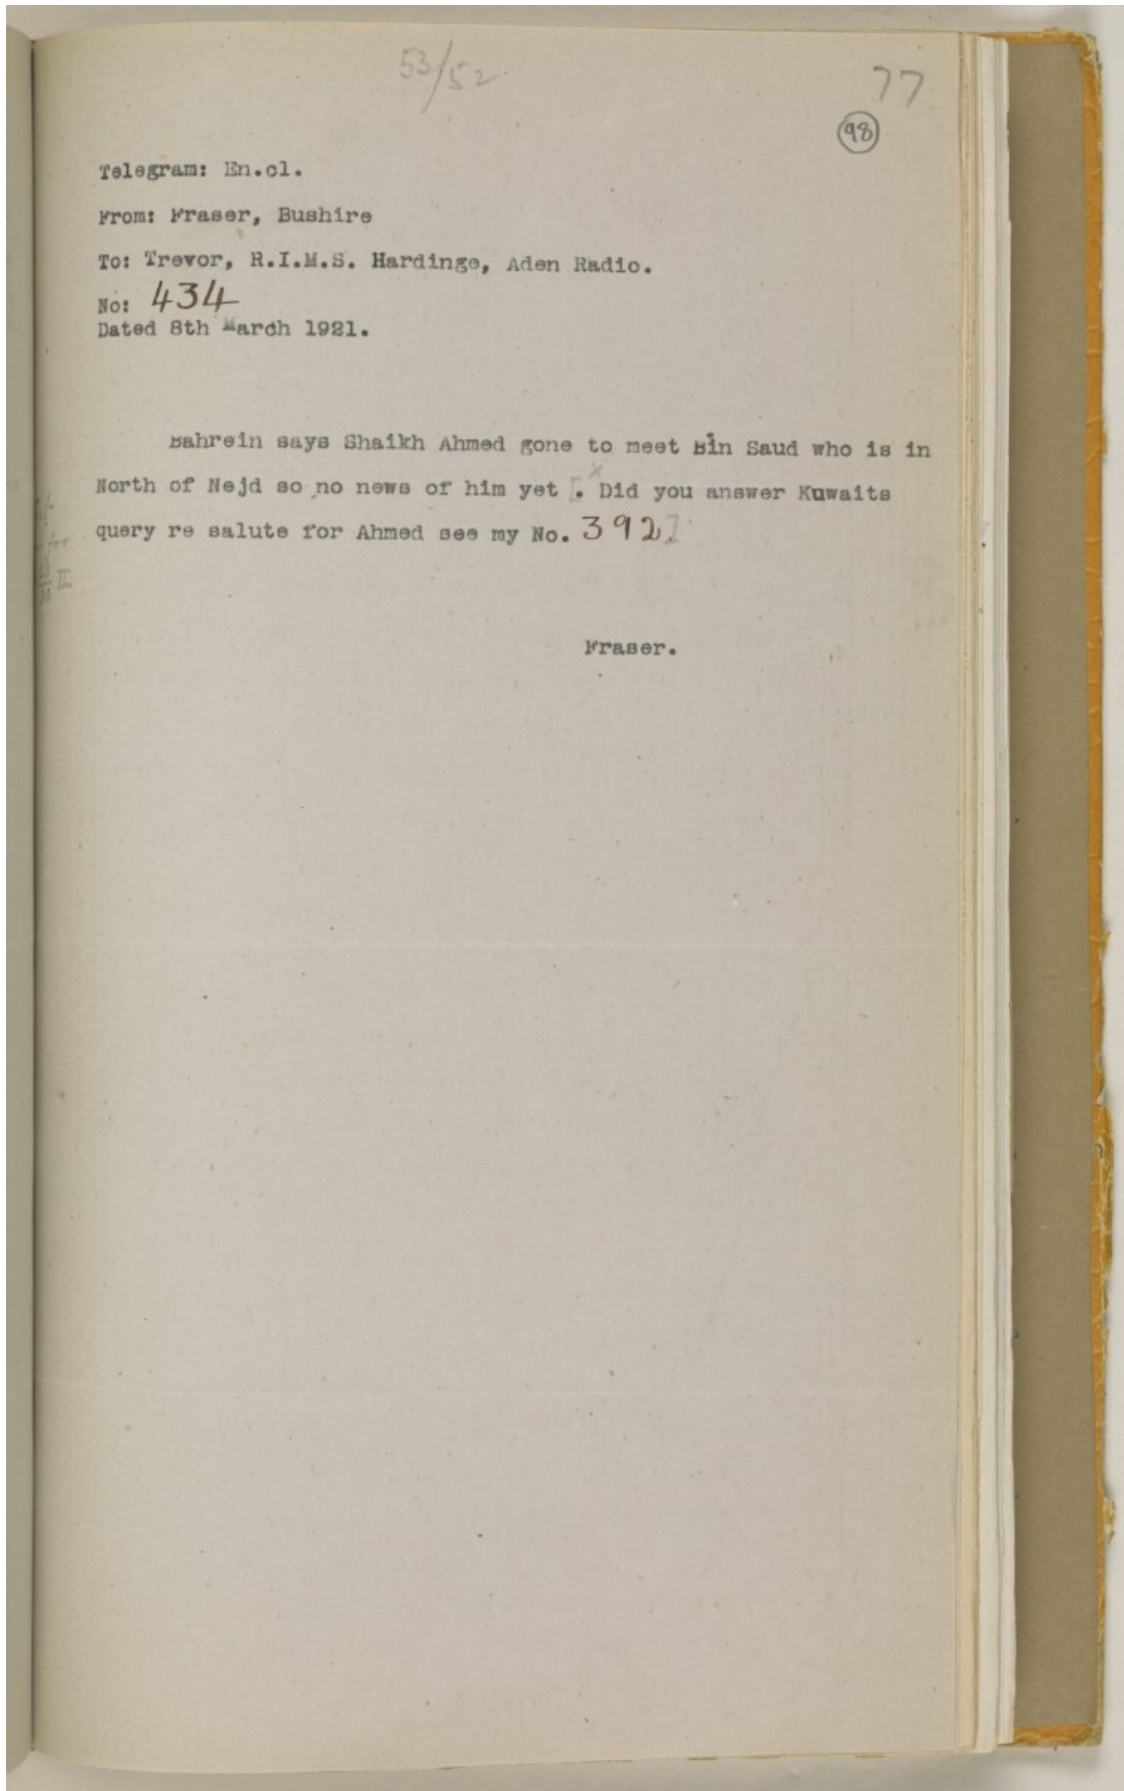 53/52
77
98
Telegram: En.cl.
From: Fraser, Bushire
To: Trevor, R.I.M.S. Hardinge, Aden Radio.
No: 434
Dated 8th March 1921.
Bahrein says Shaikh Ahmed gone to meet Bin Saud who is in
North of Nejd so no news of him yet [. x Did you answer Kuwaits
query re salute for Ahmed see my No. 392.]
Fraser.